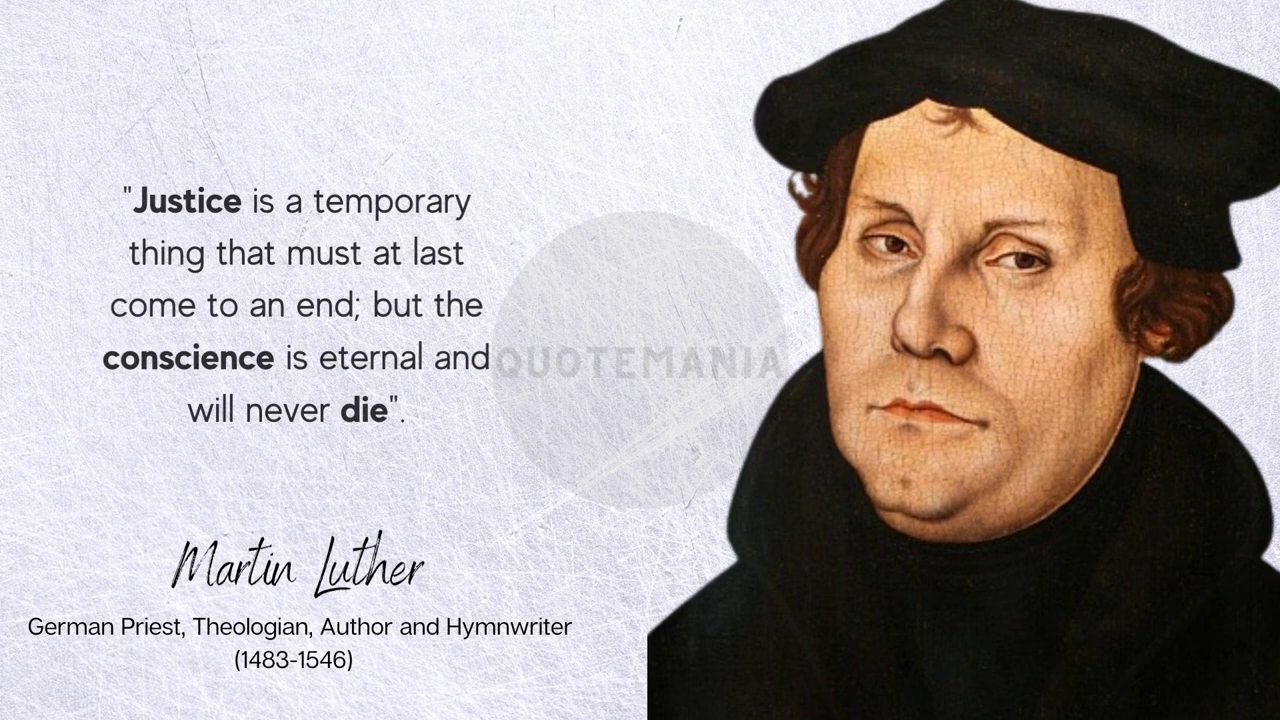 "Justice is a temporary
thing that must at last
come to an end; but the
conscience is eternal and
will never die".
QUOTEMANIA
Martin Luther
German Priest, Theologian, Author and Hymnwriter
(1483-1546)